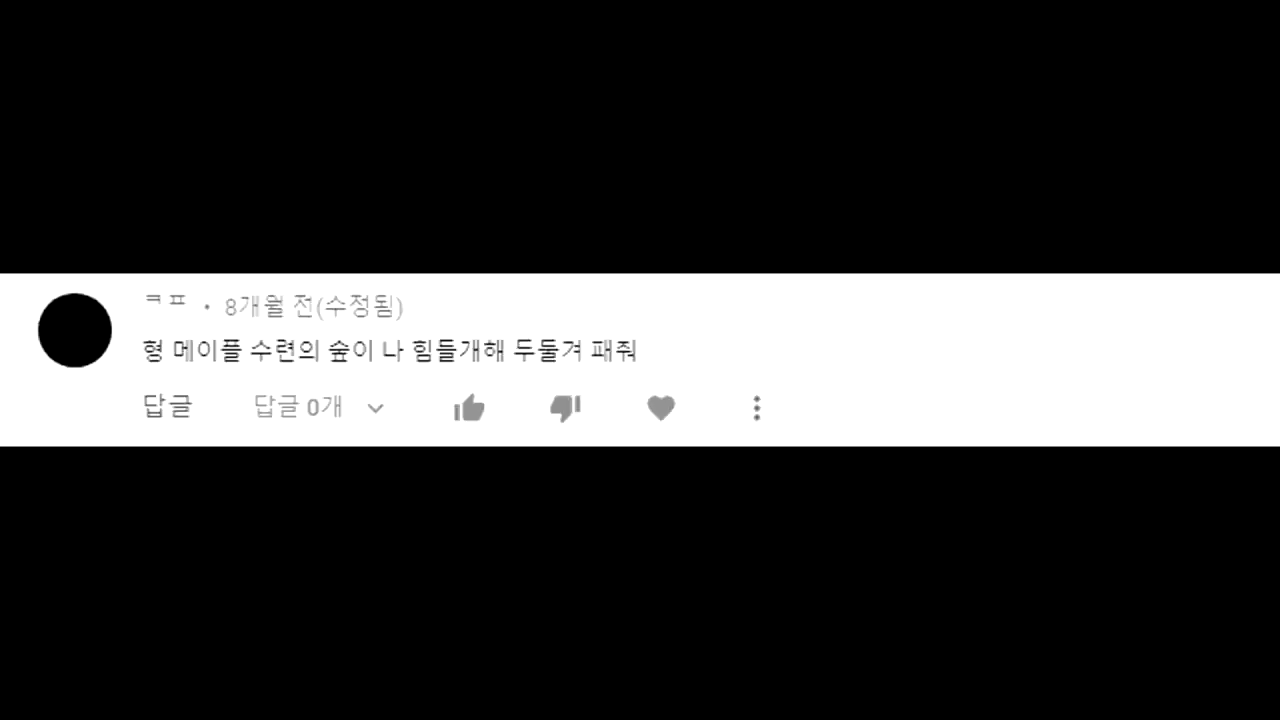 ㅋㅍ · 8개월 전(수정됨)
형 메이플 수련의 숲이 나 힘들개해 두둘겨 패줘
답글 답글 0개